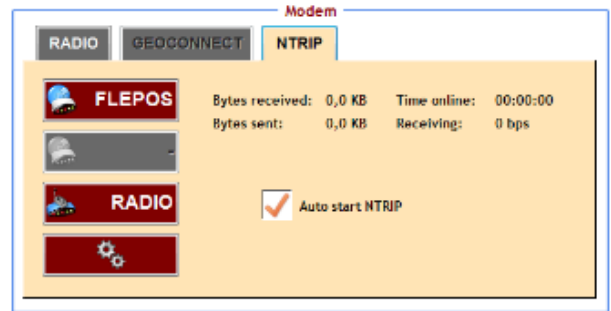 Modem
RADIO GEOCONNECT NTRIP
FLEPOS Bytes received: 0,0 KB Time online: 00:00:00
Bytes sent: 0,0 KB Receiving: 0 bps
-
RADIO Auto start NTRIP